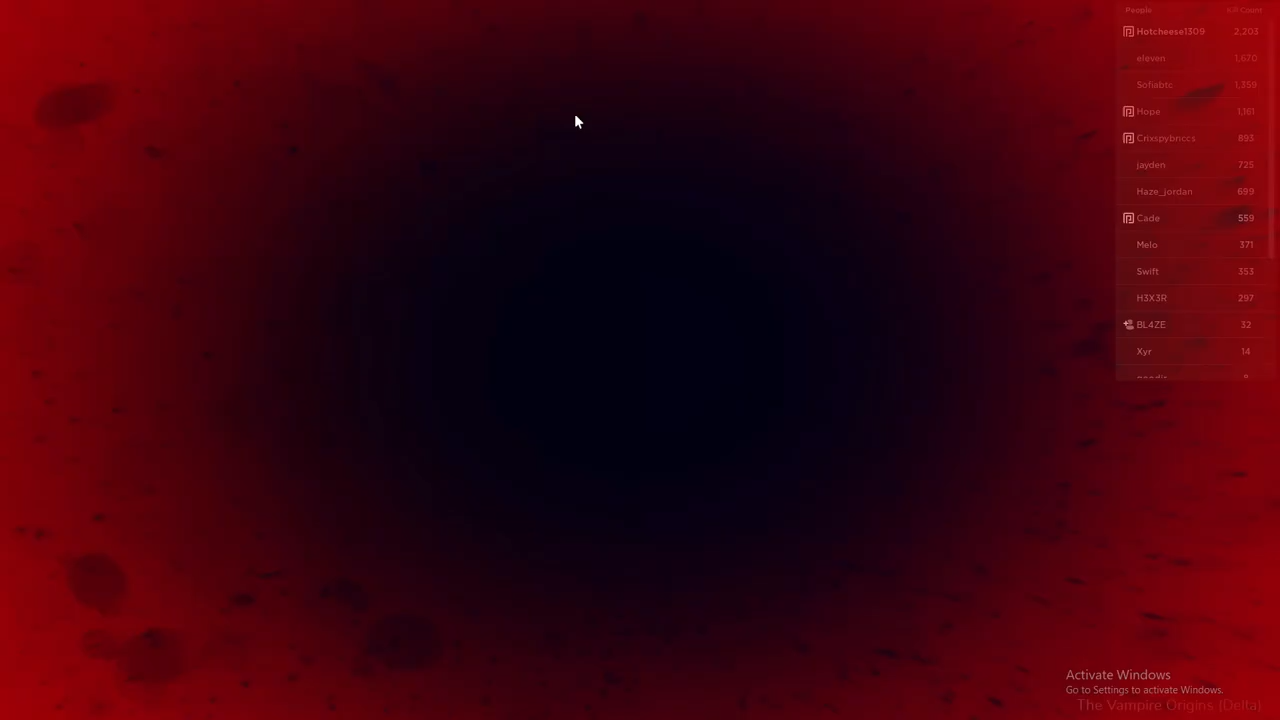 People Kill Count
Hotcheese1309 2,203
eleven 1,670
Sofiabtc 1,359
Hope 1,161
Crixspybriccs 893
jayden 725
Haze_jordan 699
Cade 559
Melo 371
Swift 353
H3X3R 297
BL4ZE 32
Xyr 14
Activate Windows
Go to Settings to activate Windows.
The Vampire Origins (Delta)